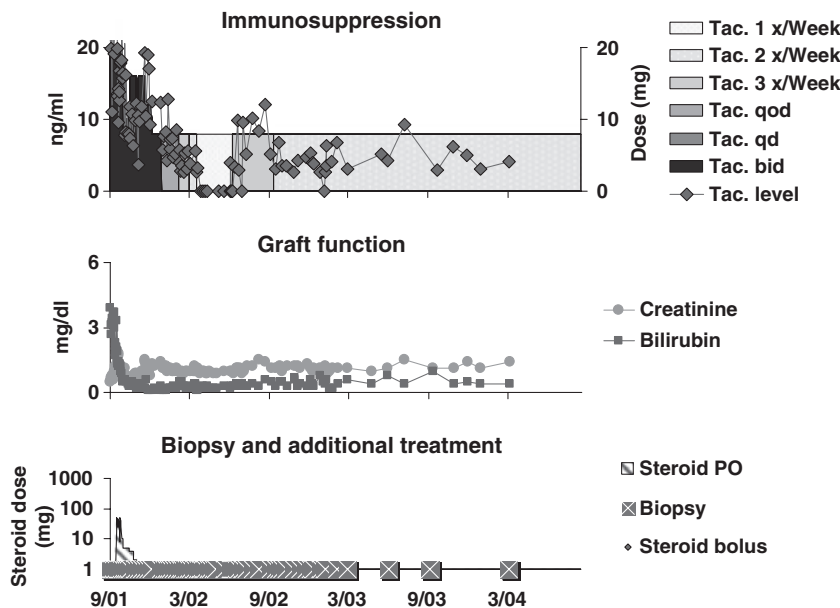 Immunosuppression
20
10
0
ng/ml
20
10
0
Dose (mg)
Tac. 1 x/Week
Tac. 2 x/Week
Tac. 3 x/Week
Tac. qod
Tac. qd
Tac. bid
Tac. level
Graft function
6
3
0
mg/dl
Creatinine
Bilirubin
Biopsy and additional treatment
1000
100
10
1
Steroid dose
(mg)
Steroid PO
Biopsy
Steroid bolus
9/01 3/02 9/02 3/03 9/03 3/04